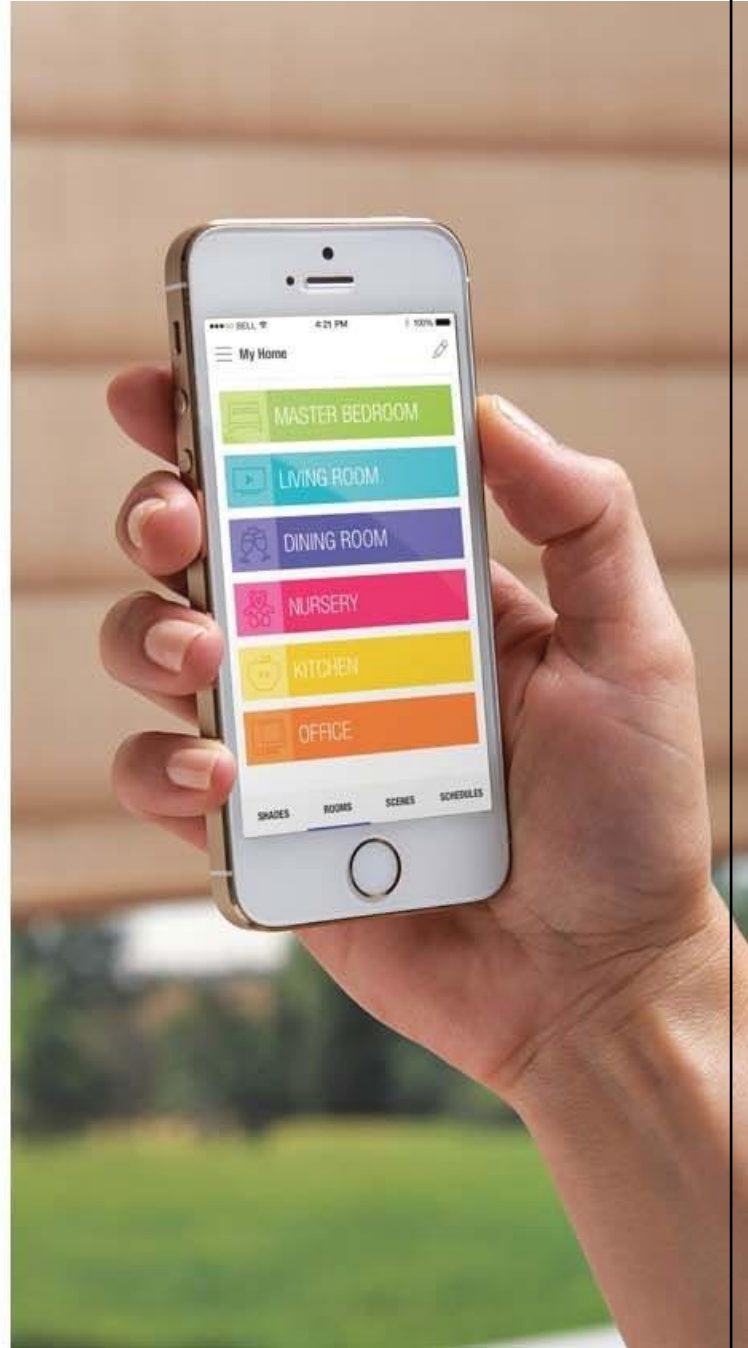 BELL 4:21 PM 100%
My Home
MASTER BEDROOM
LIVING ROOM
DINING ROOM
NURSERY
KITCHEN
OFFICE
SHADES ROOMS SCENES SCHEDULES